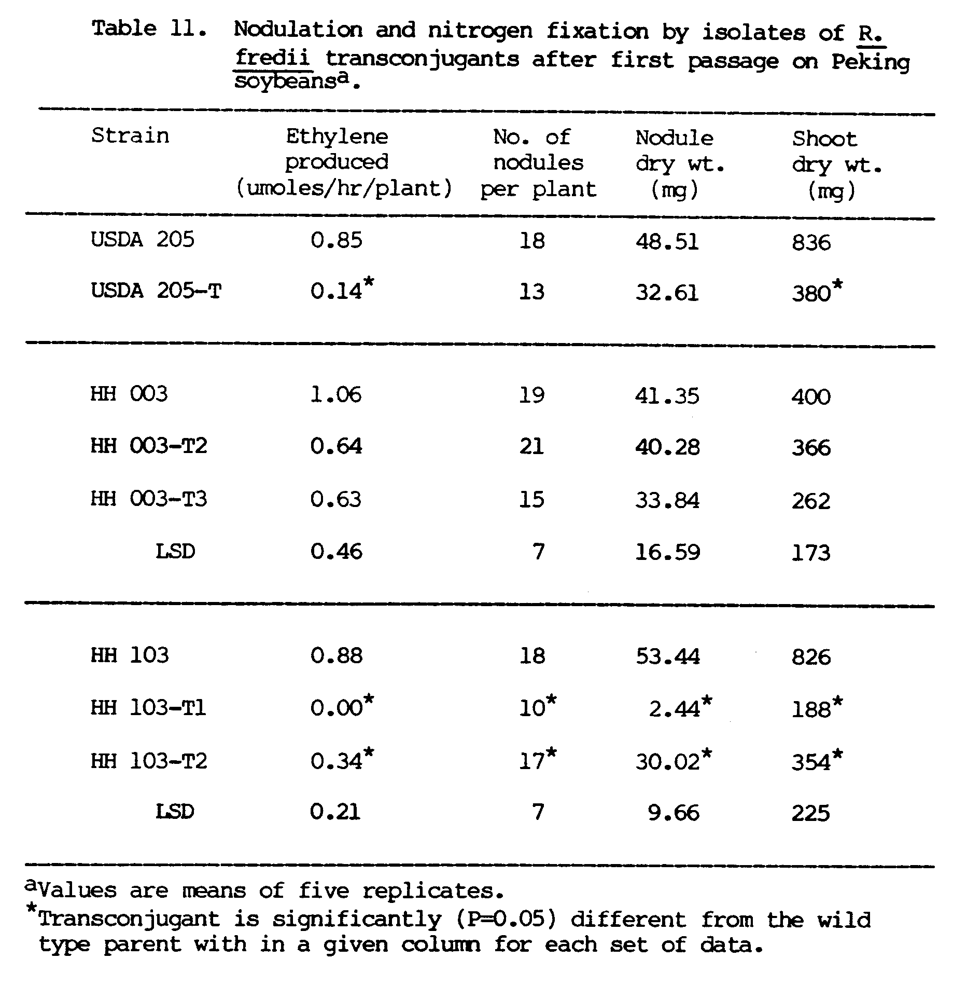 Table 11. Nodulation and nitrogen fixation by isolates of R.
fredii transconjugants after first passage on Peking
soybeansa.
Strain Ethylene No. of Nodule Shoot
produced nodules dry wt. dry wt.
(umoles/hr/plant) per plant (mg) (mg)
USDA 205 0.85 18 48.51 836
USDA 205-T 0.14* 13 32.61 380*
HH 003 1.06 19 41.35 400
HH 003-T2 0.64 21 40.28 366
HH 003-T3 0.63 15 33.84 262
LSD 0.46 7 16.59 173
HH 103 0.88 18 53.44 826
HH 103-T1 0.00* 10* 2.44* 188*
HH 103-T2 0.34* 17* 30.02* 354*
LSD 0.21 7 9.66 225
aValues are means of five replicates.
*Transconjugant is significantly (P=0.05) different from the wild
type parent with in a given column for each set of data.